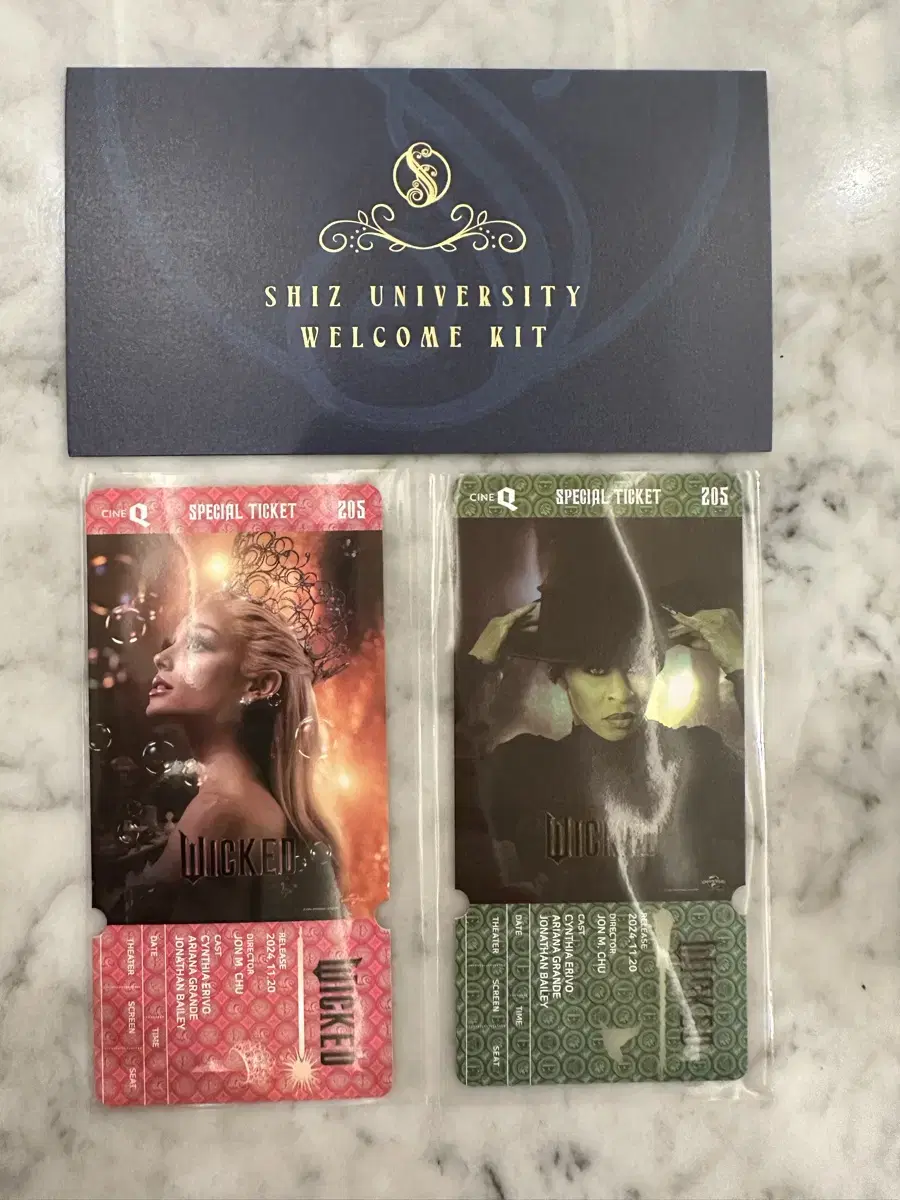 SHIZ UNIVERSITY
WELCOME KIT
CINE Q SPECIAL TICKET 205
WICKED
RELEASE
2024. 11. 20
DIRECTOR
JON M. CHU
CAST
CYNTHIA ERIVO
ARIANA GRANDE
JONATHAN BAILEY
DATE TIME
THEATER SCREEN SEAT
WICKED
CINE Q SPECIAL TICKET 205
WICKED
UNIVERSAL
RELEASE
2024. 11.20
DIRECTOR
JON M. CHU
CAST
CYNTHIA ERIVO
ARIANA GRANDE
JONATHAN BAILEY
DATE TIME
THEATER SCREEN SEAT
WICKED